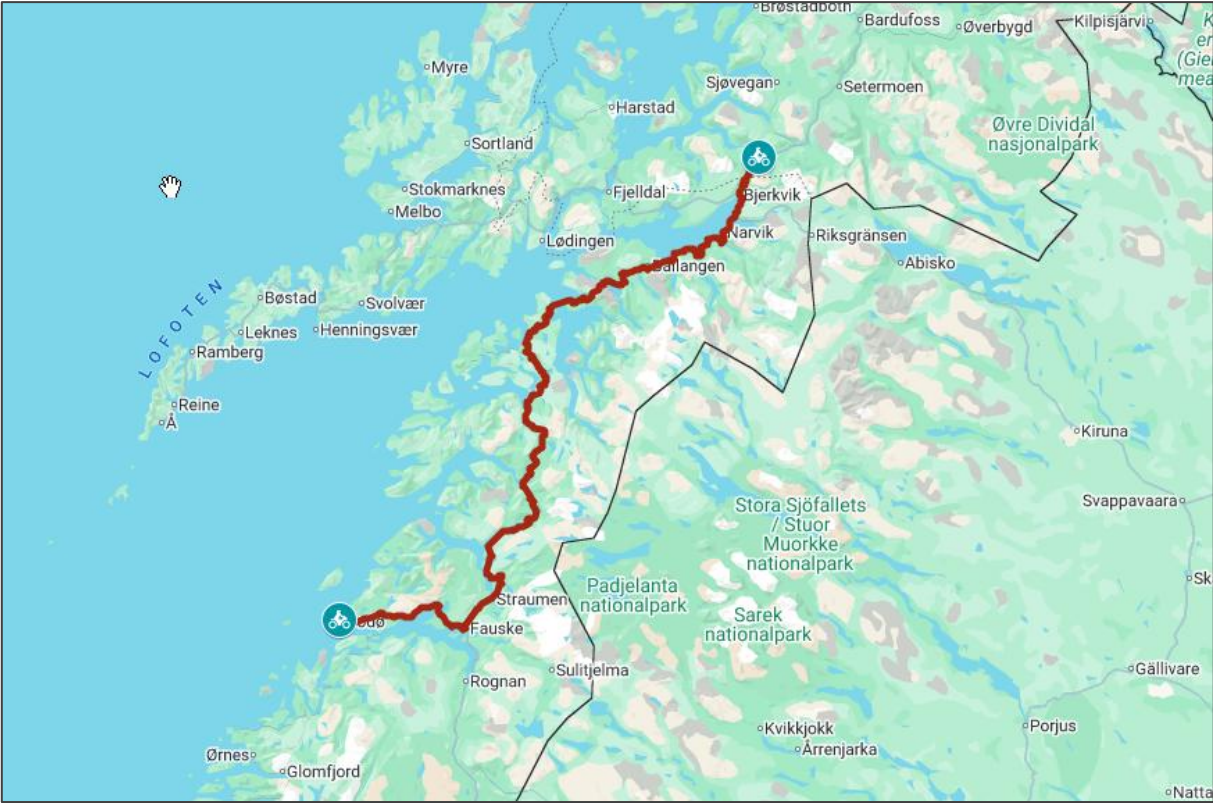 Brøstadbotn
Bardufoss
Øverbygd
Kilpisjärvi
Myre
Sjøvegan
Setermoen
Harstad
Øvre Dividal
nasjonalpark
Sortland
Stokmarknes
Fjelldal
Bjerkvik
Melbo
Narvik
Riksgränsen
Lødingen
Abisko
Ballangen
LOFOTEN
Bøstad
Svolvær
Leknes
Henningsvær
Ramberg
Reine
Å
Kiruna
Svappavaara
Stora Sjöfallets
/ Stuor
Muorkke
nationalpark
Padjelanta
nationalpark
Straumen
Sarek
nationalpark
Fauske
Sulitjelma
Gällivare
Rognan
Kvikkjokk
Porjus
Årrenjarka
Ørnes
Glomfjord